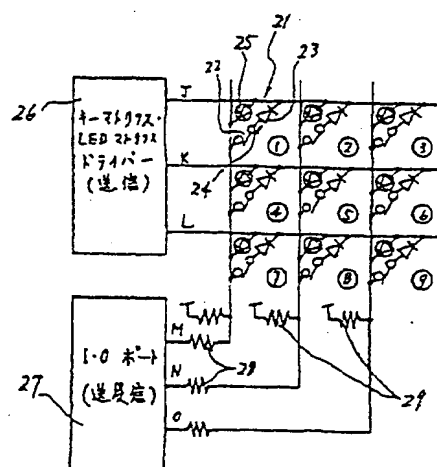 21
25
23
22
J
26
キーマトリクス・
LEDマトリクス
ドライバー
(送信)
① ② ③
K
24
④ ⑤ ⑥
L
⑦ ⑧ ⑨
M
28
I・O ポート
(送受信)
N
29
27
O